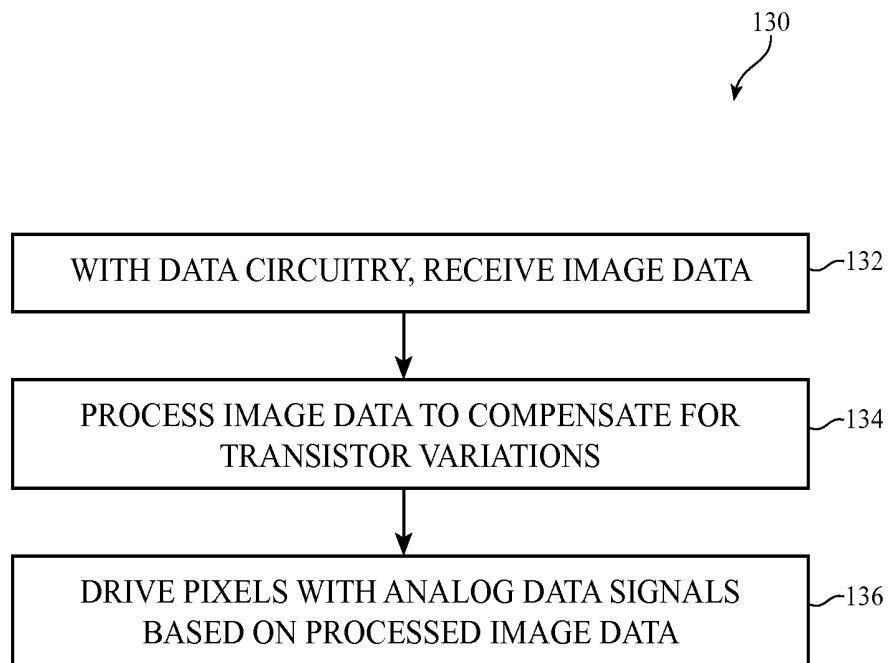 130
WITH DATA CIRCUITRY, RECEIVE IMAGE DATA
132
PROCESS IMAGE DATA TO COMPENSATE FOR
TRANSISTOR VARIATIONS
134
DRIVE PIXELS WITH ANALOG DATA SIGNALS
BASED ON PROCESSED IMAGE DATA
136